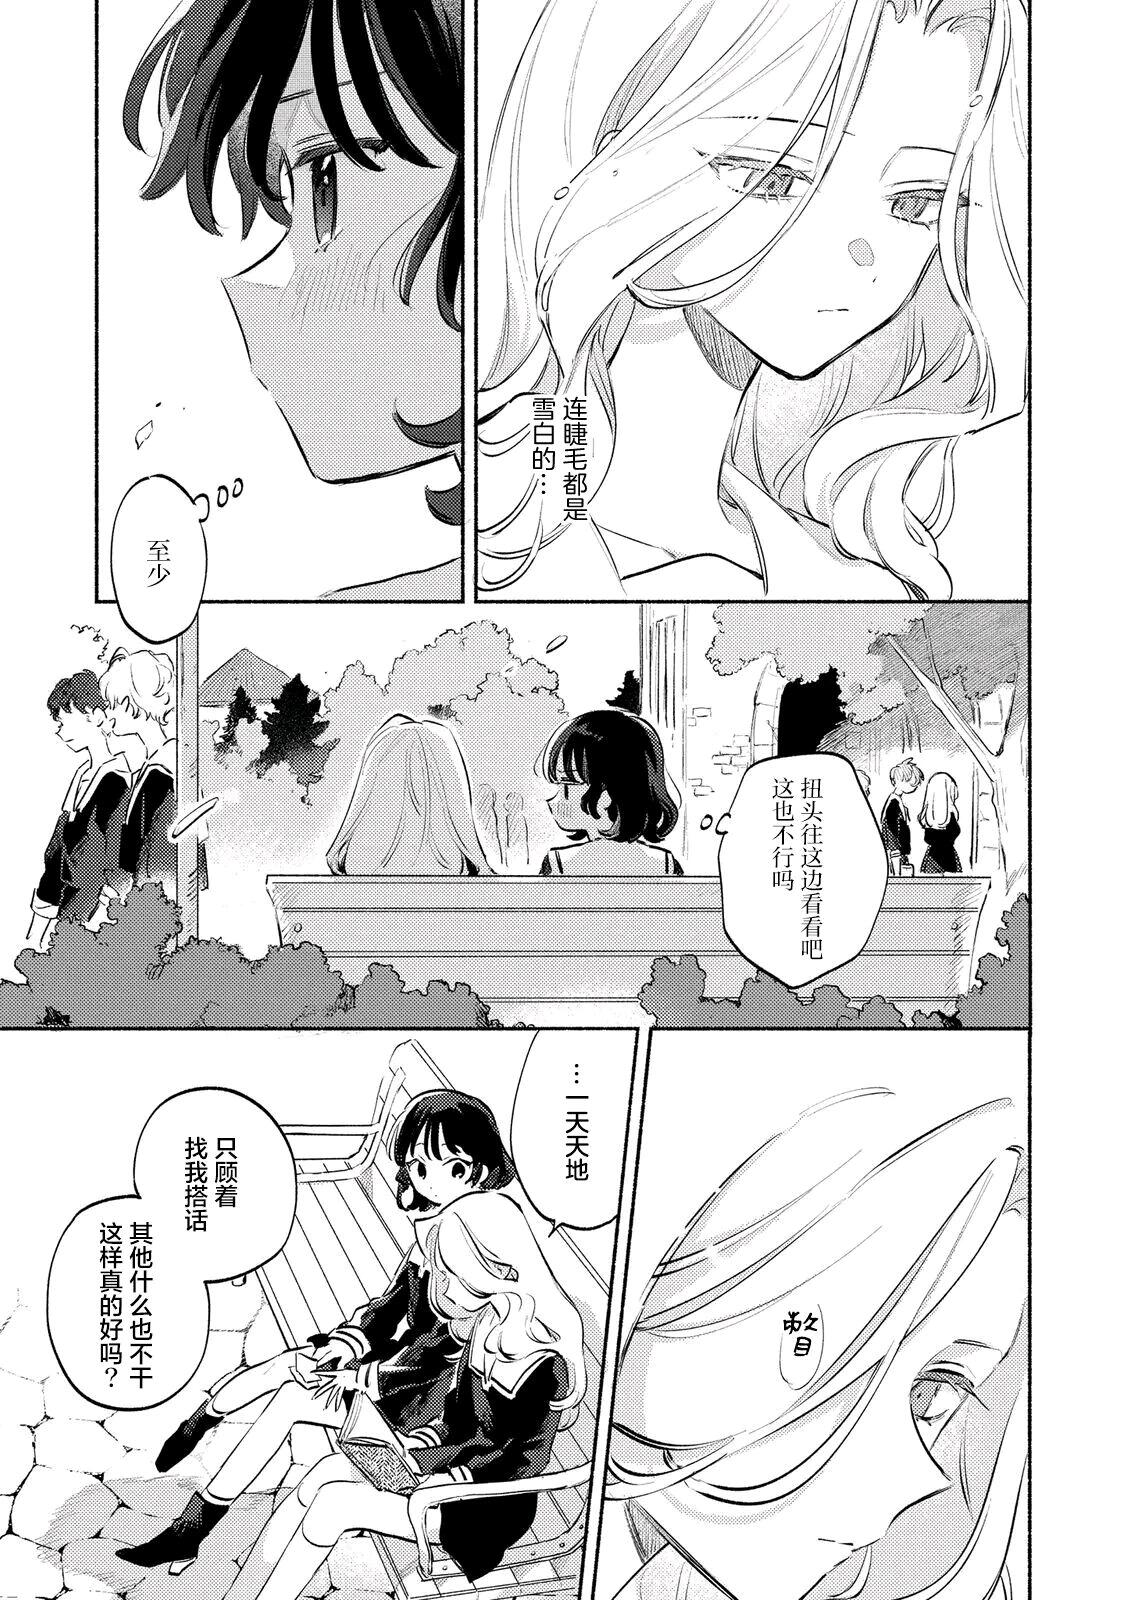 连睫毛都是
雪白的…
至少
扭头往这边看看吧
这也不行吗
瞥
…一天天地
只顾着
找我搭话
其他什么也不干
这样真的好吗？